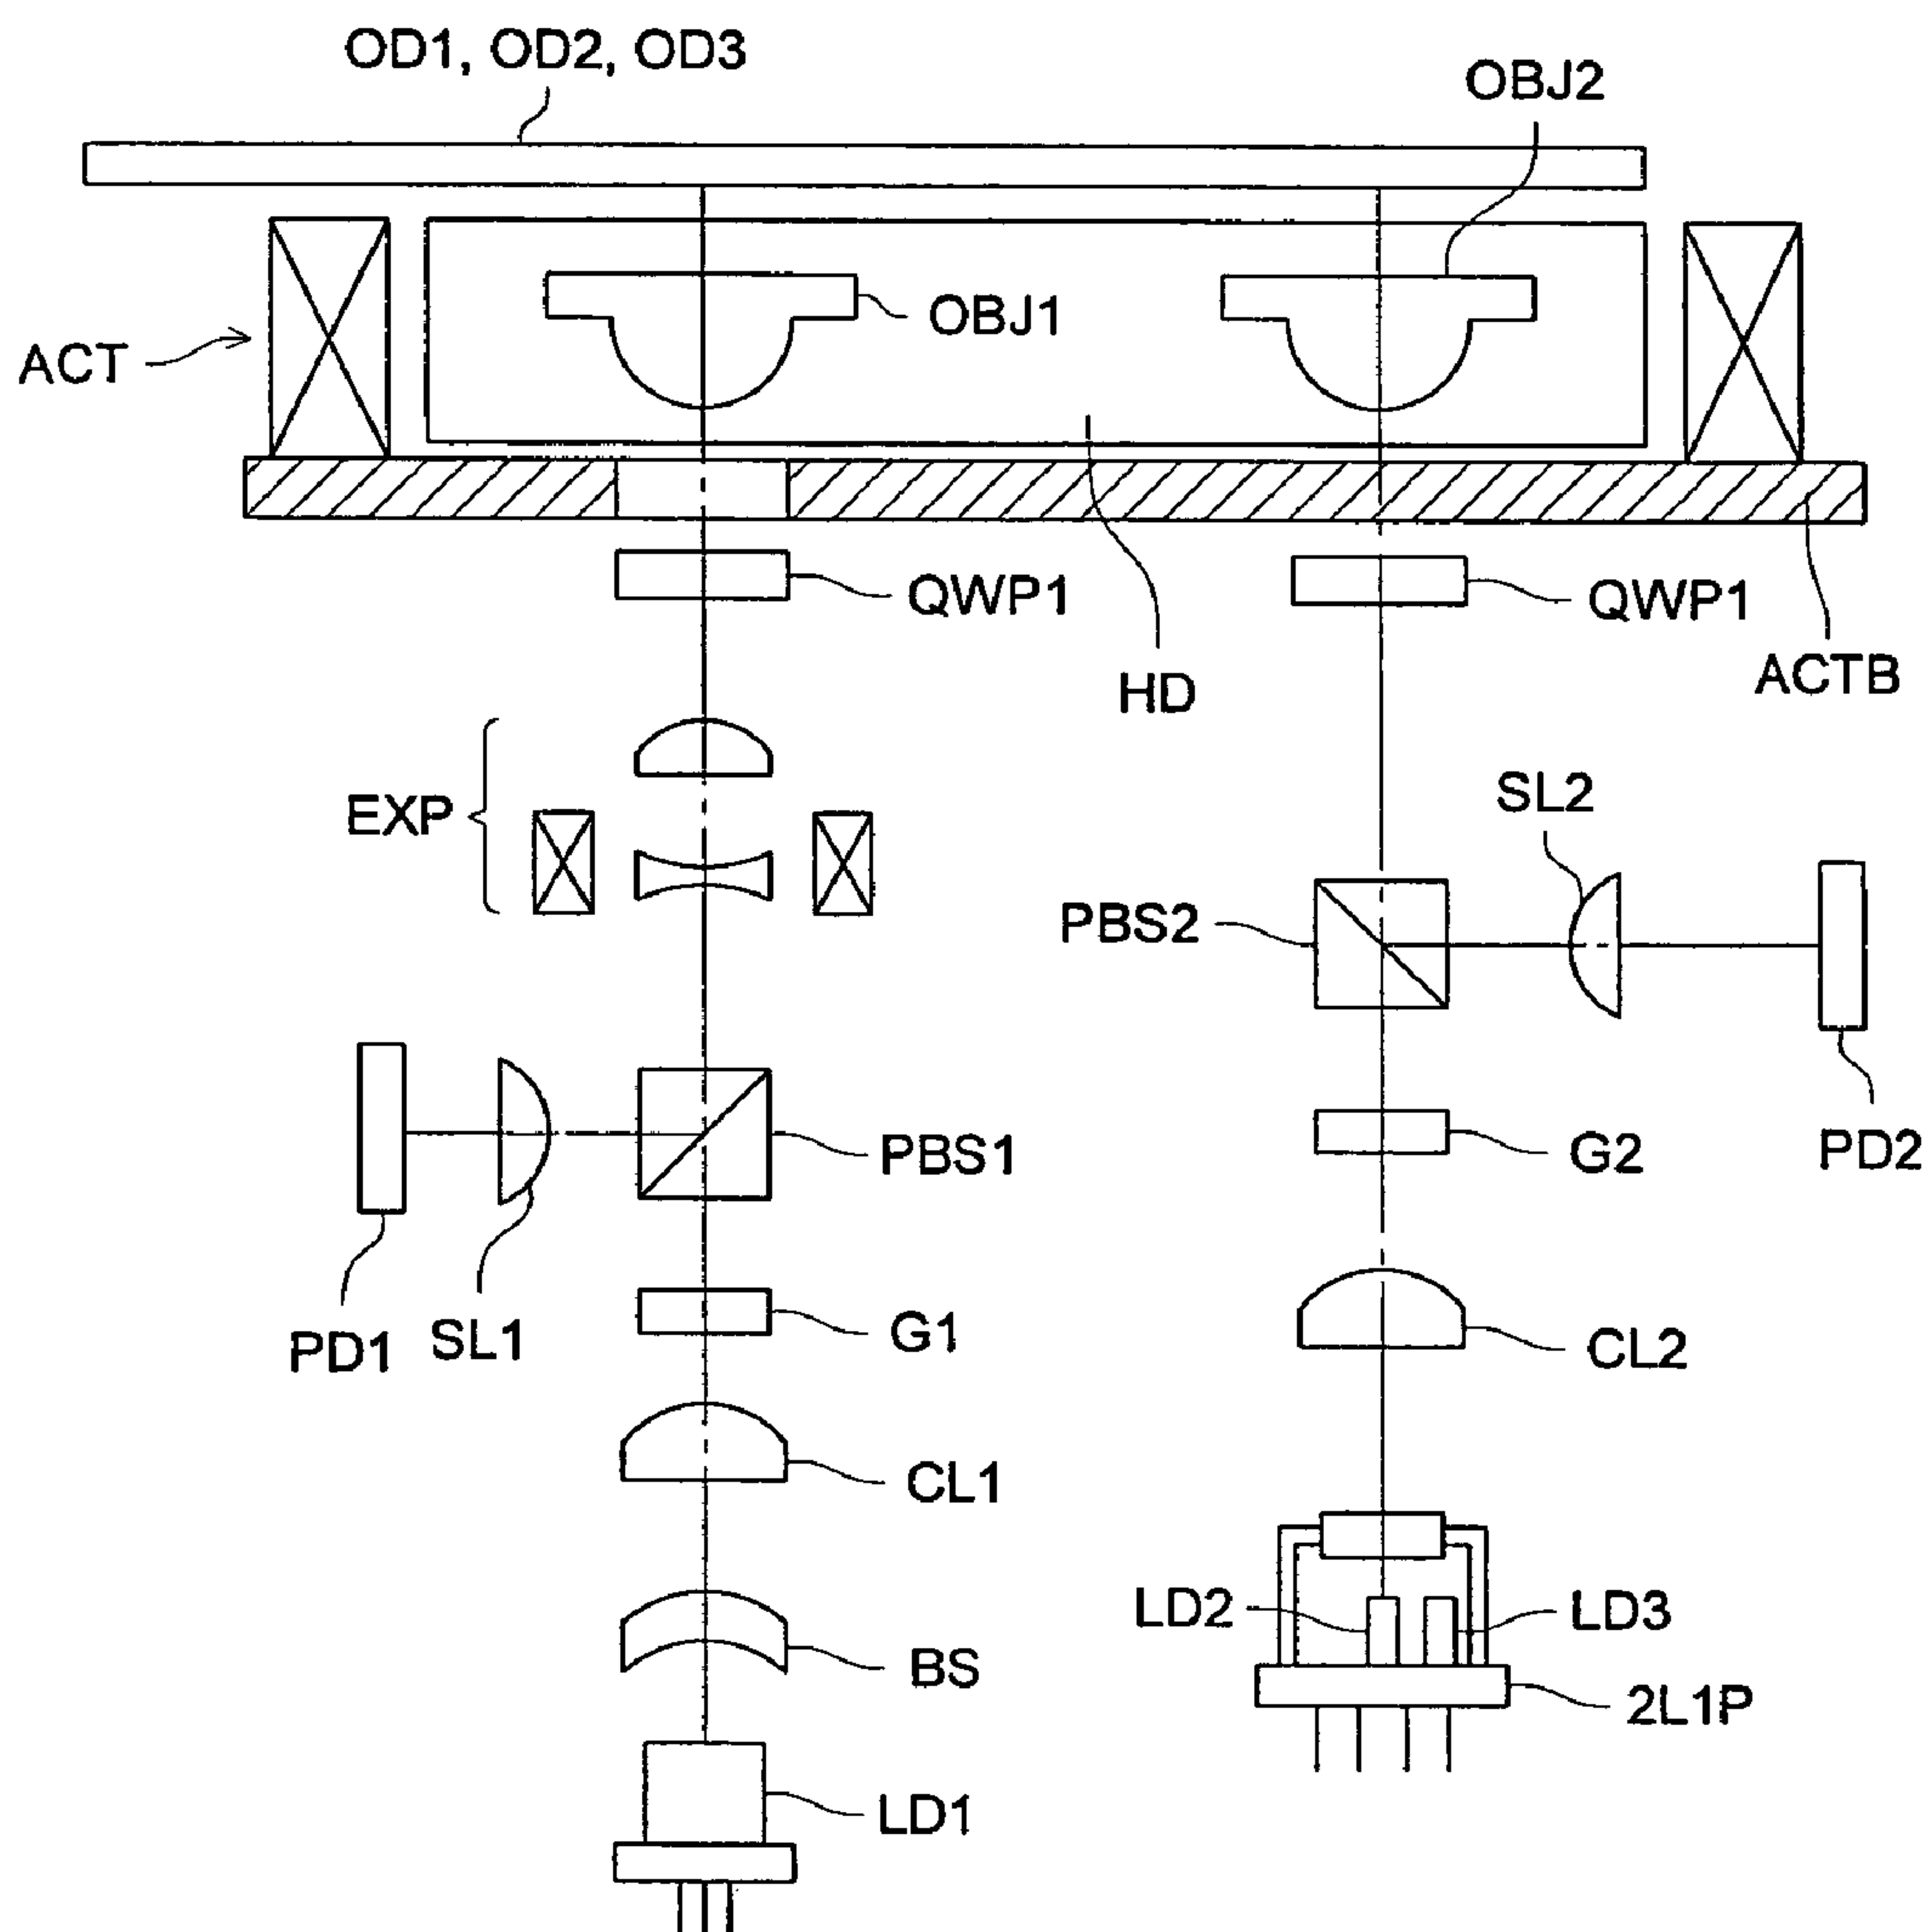 OD1, OD2, OD3
OBJ2
OBJ1
ACT
QWP1
QWP1
HD
ACTB
EXP
SL2
PBS2
PBS1
G2
PD2
PD1
SL1
G1
CL2
CL1
LD2
LD3
BS
2L1P
LD1